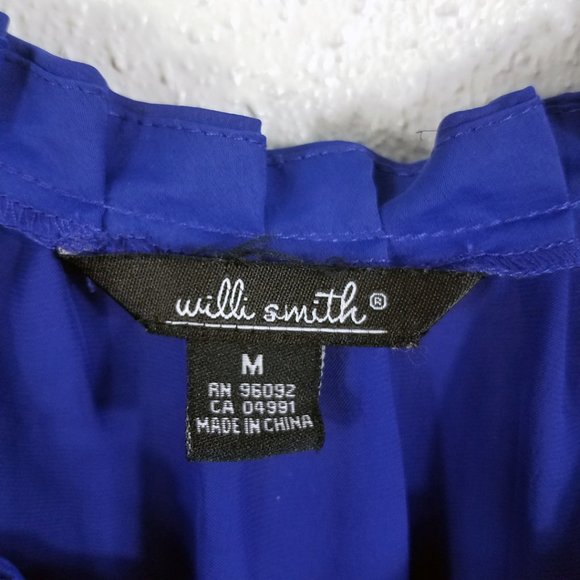 willi smith®
M
RN 96092
CA 04991
MADE IN CHINA